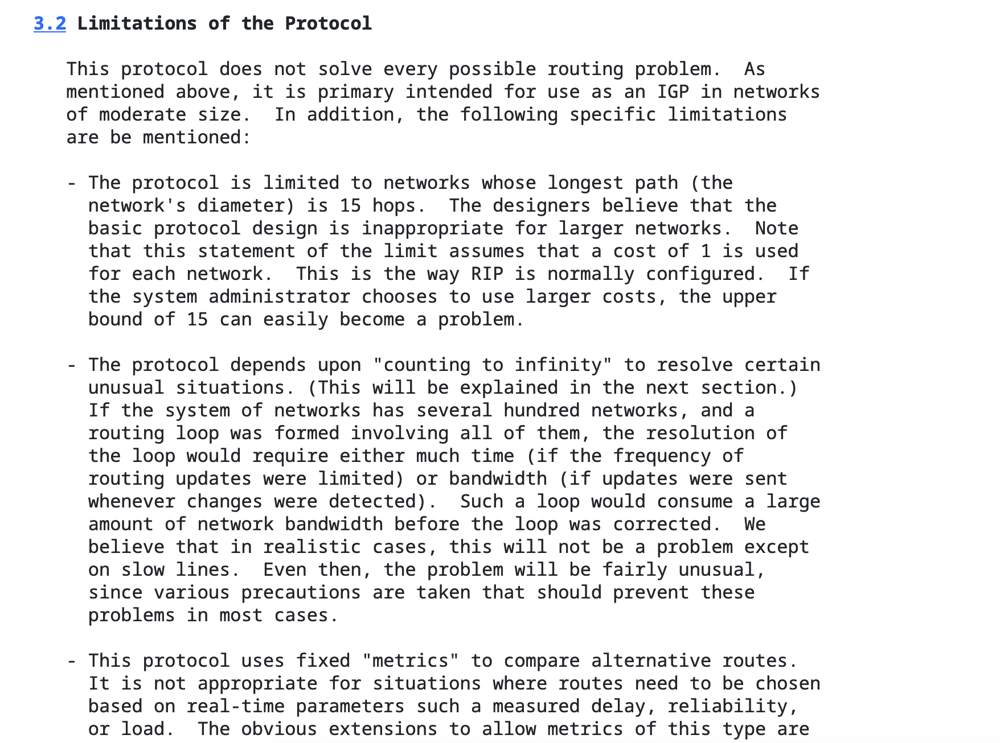 3.2 Limitations of the Protocol
This protocol does not solve every possible routing problem.  As
mentioned above, it is primary intended for use as an IGP in networks
of moderate size.  In addition, the following specific limitations
are be mentioned:
- The protocol is limited to networks whose longest path (the
network's diameter) is 15 hops.  The designers believe that the
basic protocol design is inappropriate for larger networks.  Note
that this statement of the limit assumes that a cost of 1 is used
for each network.  This is the way RIP is normally configured.  If
the system administrator chooses to use larger costs, the upper
bound of 15 can easily become a problem.
- The protocol depends upon "counting to infinity" to resolve certain
unusual situations. (This will be explained in the next section.)
If the system of networks has several hundred networks, and a
routing loop was formed involving all of them, the resolution of
the loop would require either much time (if the frequency of
routing updates were limited) or bandwidth (if updates were sent
whenever changes were detected).  Such a loop would consume a large
amount of network bandwidth before the loop was corrected.  We
believe that in realistic cases, this will not be a problem except
on slow lines.  Even then, the problem will be fairly unusual,
since various precautions are taken that should prevent these
problems in most cases.
- This protocol uses fixed "metrics" to compare alternative routes.
It is not appropriate for situations where routes need to be chosen
based on real-time parameters such a measured delay, reliability,
or load.  The obvious extensions to allow metrics of this type are